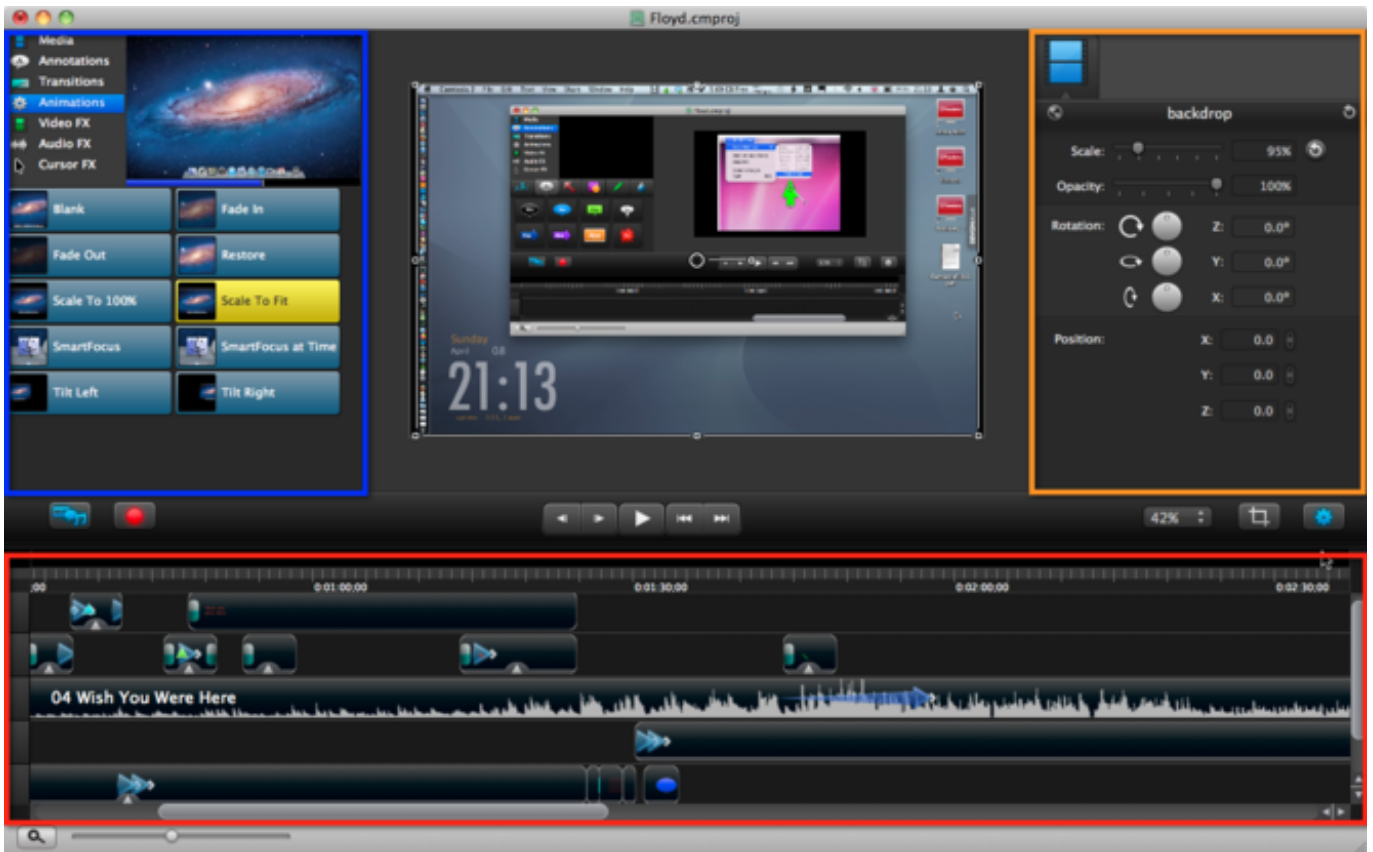 Floyd.cmproj
Media
Annotations
Transitions
Animations
Video FX
Audio FX
Cursor FX
Blank
Fade In
Fade Out
Restore
Scale To 100%
Scale To Fit
SmartFocus
SmartFocus at Time
Tilt Left
Tilt Right
Sunday
April 08
21:13
backdrop
Scale: 95%
Opacity: 100%
Rotation: Z: 0.0°
Y: 0.0°
X: 0.0°
Position: X: 0.0
Y: 0.0
Z: 0.0
42%
;00 0:01:00;00 0:01:30;00 0:02:00;00 0:02:30;00
04 Wish You Were Here